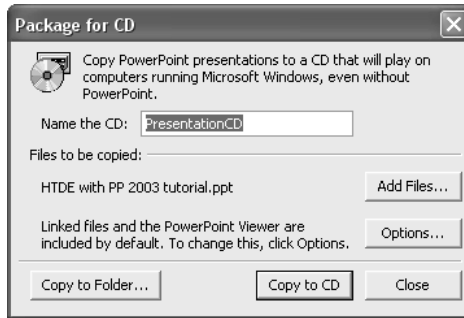 Package for CD
Copy PowerPoint presentations to a CD that will play on
computers running Microsoft Windows, even without
PowerPoint.
Name the CD: PresentationCD
Files to be copied:
HTDE with PP 2003 tutorial.ppt
Add Files...
Linked files and the PowerPoint Viewer are
included by default. To change this, click Options.
Options...
Copy to Folder...
Copy to CD
Close